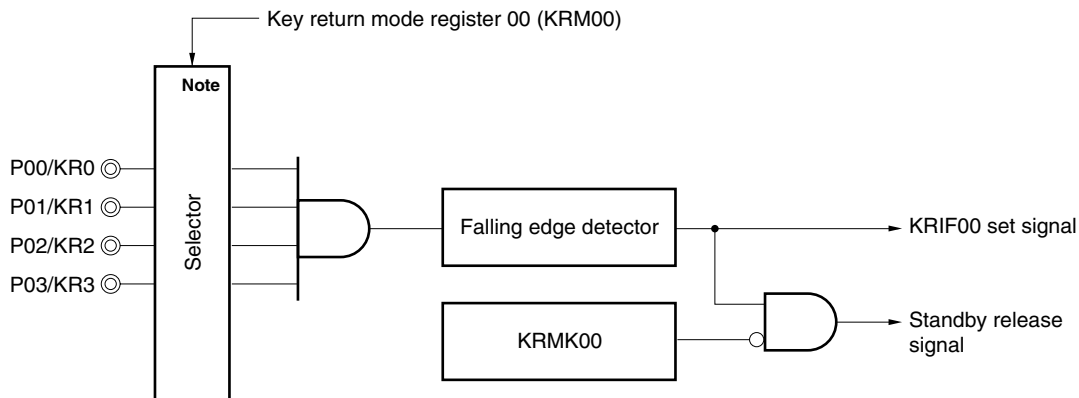 Key return mode register 00 (KRM00)
Note
P00/KR0
P01/KR1
P02/KR2
P03/KR3
Selector
Falling edge detector
KRIF00 set signal
KRMK00
Standby release
signal